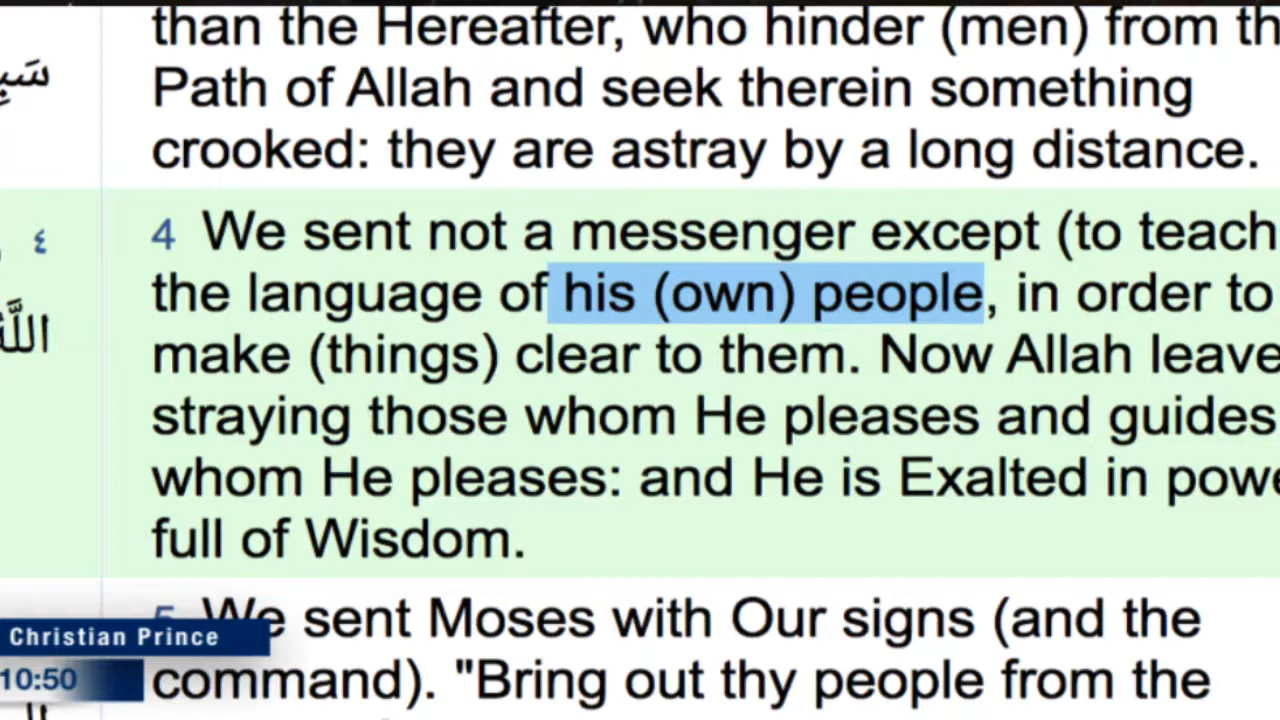 than the Hereafter, who hinder (men) from
Path of Allah and seek therein something
crooked: they are astray by a long distance.
4 We sent not a messenger except (to teach
the language of his (own) people, in order to
make (things) clear to them. Now Allah leave
straying those whom He pleases and guides
whom He pleases: and He is Exalted in
full of Wisdom.
5 We sent Moses with Our signs (and the
command). "Bring out thy people from the
٤
اللَّهُ
Christian Prince
10:50